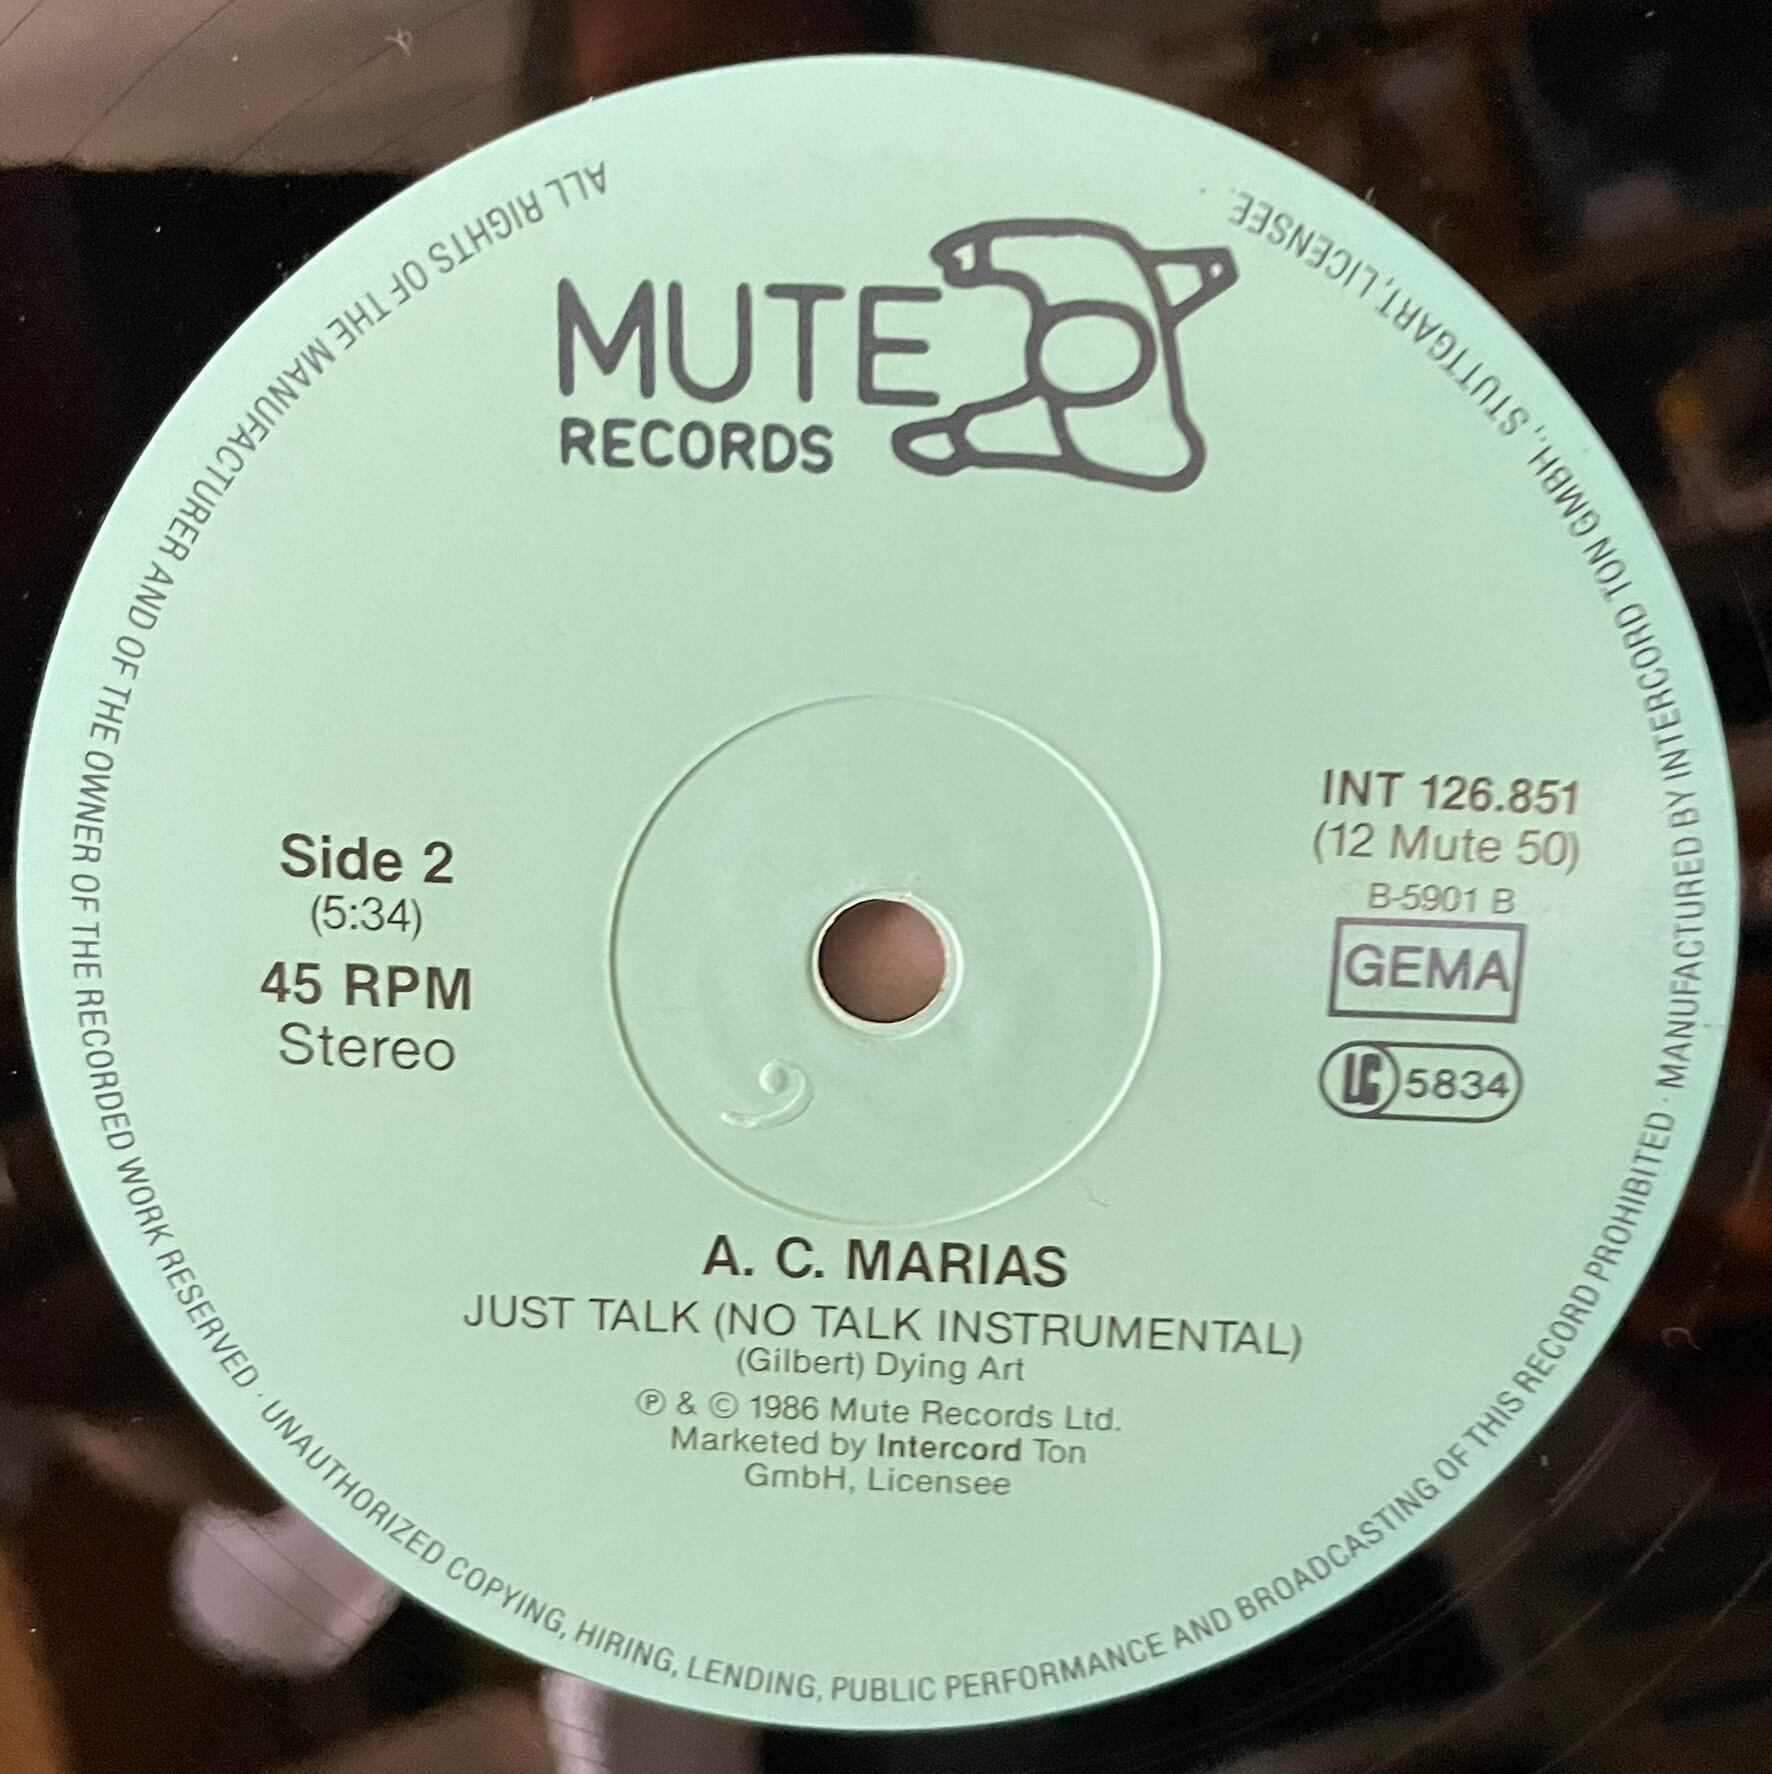 MUTE
RECORDS
Side 2
(5:34)
45 RPM
Stereo
INT 126.851
(12 Mute 50)
B-5901 B
GEMA
LC 5834
9
A. C. MARIAS
JUST TALK (NO TALK INSTRUMENTAL)
(Gilbert) Dying Art
Ⓟ & © 1986 Mute Records Ltd.
Marketed by Intercord Ton
GmbH, Licensee
ALL RIGHTS OF THE MANUFACTURER AND OF THE OWNER OF THE RECORDED WORK RESERVED · UNAUTHORIZED COPYING, HIRING, LENDING, PUBLIC PERFORMANCE AND BROADCASTING OF THIS RECORD PROHIBITED · MANUFACTURED BY INTERCORD TON GMBH., STUTTGART, LICENSEE. ·